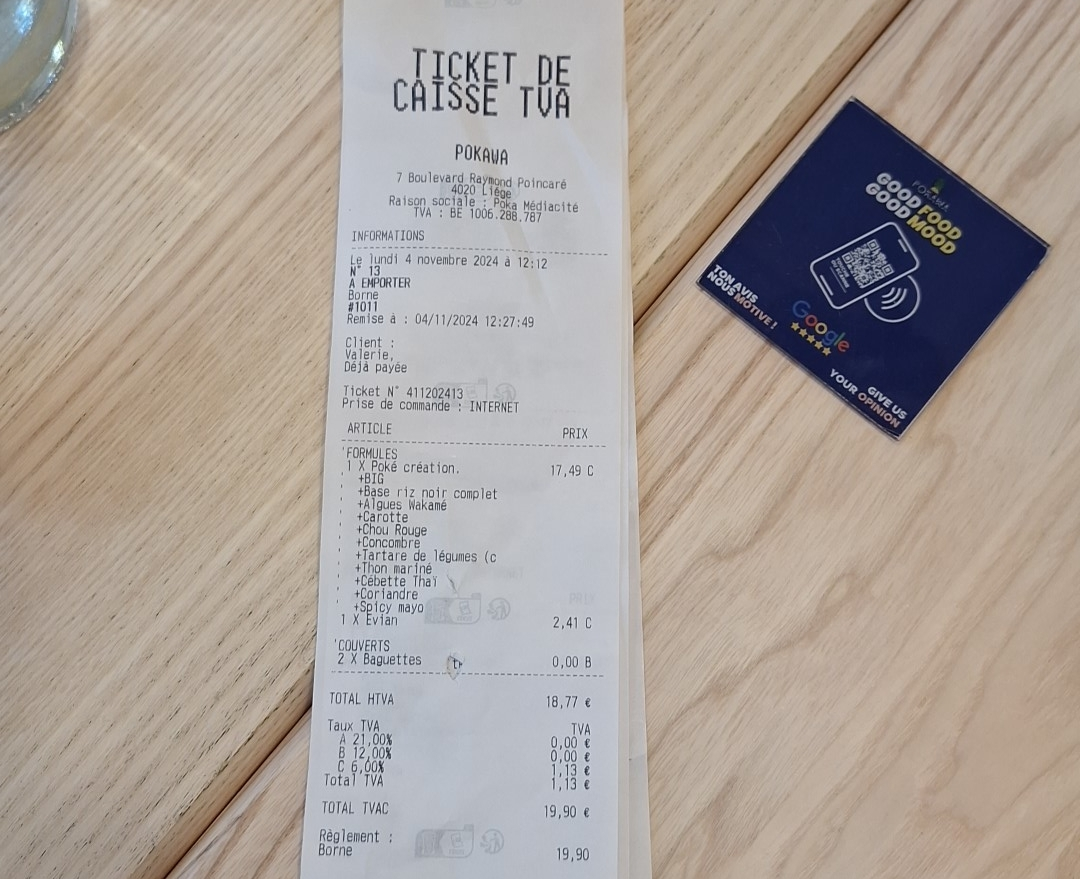 TICKET DE
CAISSE TVA
POKAWA
7 Boulevard Raymond Poincaré
4020 Liège
Raison sociale : Poka Médiacité
TVA : BE 1006.288.787
INFORMATIONS
Le lundi 4 novembre 2024 à 12:12
N° 13
A EMPORTER
Borne
#1011
Remise à : 04/11/2024 12:27:49
Client :
Valerie,
Déjà payée
Ticket N° 411202413
Prise de commande : INTERNET
ARTICLE PRIX
'FORMULES
1 X Poké création. 17,49 C
' +BIG
' +Base riz noir complet
' +Algues Wakamé
' +Carotte
' +Chou Rouge
' +Concombre
' +Tartare de légumes (c
' +Thon mariné
' +Cébette Thaï
' +Coriandre
' +Spicy mayo
1 X Evian 2,41 C
'COUVERTS
2 X Baguettes 0,00 B
TOTAL HTVA 18,77 €
Taux TVA TVA
A 21,00% 0,00 €
B 12,00% 0,00 €
C 6,00% 1,13 €
Total TVA 1,13 €
TOTAL TVAC 19,90 €
Règlement :
Borne 19,90
POKAWA
GOOD FOOD
GOOD MOOD
TON AVIS
NOUS MOTIVE !
Google
GIVE US
YOUR OPINION